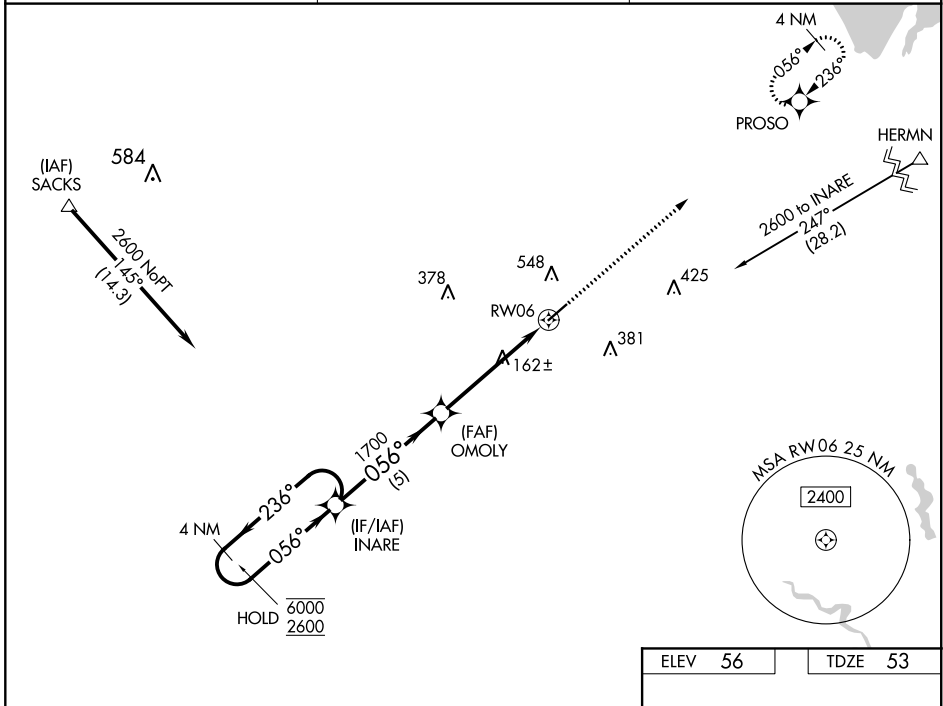 4 NM
056°
236°
PROSO
HERMN
2600 to INARE
247°
(28.2)
(IAF)
SACKS
584
2600 NoPT
145°
(14.3)
378
548
425
RW06
381
162±
(FAF)
OMOLY
1700
056°
(5)
236°
4 NM
056°
(IF/IAF)
INARE
HOLD 6000
2600
MSA RW06 25 NM
2400
ELEV 56 TDZE 53